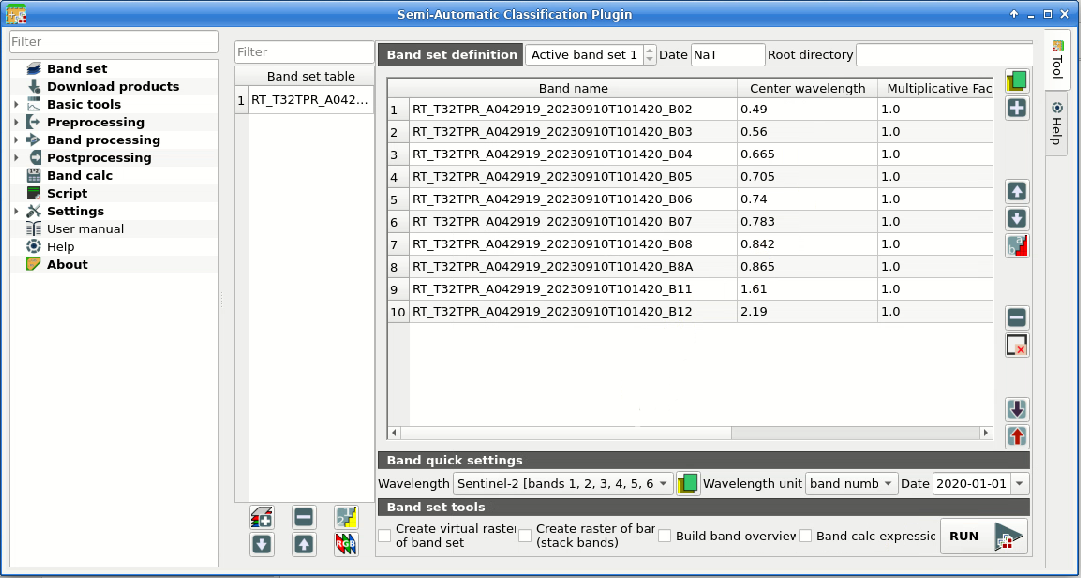 Semi-Automatic Classification Plugin
Filter
Band set
Download products
Basic tools
Preprocessing
Band processing
Postprocessing
Band calc
Script
Settings
User manual
Help
About
Filter
Band set table
1 RT_T32TPR_A042...
Band set definition Active band set 1 Date NaT Root directory
Band name Center wavelength Multiplicative Fac
1 RT_T32TPR_A042919_20230910T101420_B02 0.49 1.0
2 RT_T32TPR_A042919_20230910T101420_B03 0.56 1.0
3 RT_T32TPR_A042919_20230910T101420_B04 0.665 1.0
4 RT_T32TPR_A042919_20230910T101420_B05 0.705 1.0
5 RT_T32TPR_A042919_20230910T101420_B06 0.74 1.0
6 RT_T32TPR_A042919_20230910T101420_B07 0.783 1.0
7 RT_T32TPR_A042919_20230910T101420_B08 0.842 1.0
8 RT_T32TPR_A042919_20230910T101420_B8A 0.865 1.0
9 RT_T32TPR_A042919_20230910T101420_B11 1.61 1.0
10 RT_T32TPR_A042919_20230910T101420_B12 2.19 1.0
Band quick settings
Wavelength Sentinel-2 [bands 1, 2, 3, 4, 5, 6 Wavelength unit band numb Date 2020-01-01
Band set tools
Create virtual raster
of band set
Create raster of bar
(stack bands)
Build band overview
Band calc expressic
RUN
RGB
Tool
Help